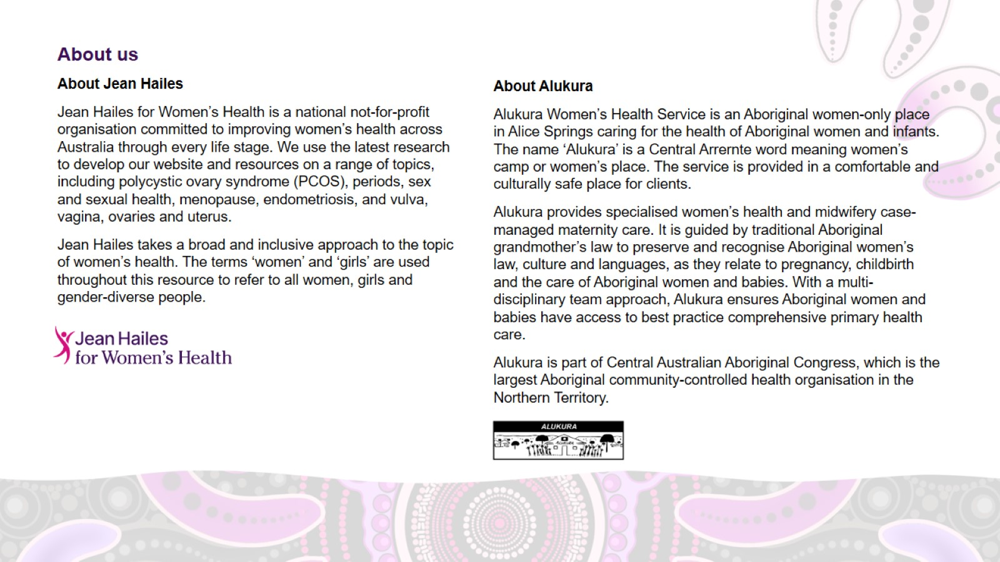 About us
About Jean Hailes
Jean Hailes for Women’s Health is a national not-for-profit
organisation committed to improving women’s health across
Australia through every life stage. We use the latest research
to develop our website and resources on a range of topics,
including polycystic ovary syndrome (PCOS), periods, sex
and sexual health, menopause, endometriosis, and vulva,
vagina, ovaries and uterus.
Jean Hailes takes a broad and inclusive approach to the topic
of women’s health. The terms ‘women’ and ‘girls’ are used
throughout this resource to refer to all women, girls and
gender-diverse people.
Jean Hailes
for Women’s Health
About Alukura
Alukura Women’s Health Service is an Aboriginal women-only place
in Alice Springs caring for the health of Aboriginal women and infants.
The name ‘Alukura’ is a Central Arrernte word meaning women’s
camp or women’s place. The service is provided in a comfortable and
culturally safe place for clients.
Alukura provides specialised women’s health and midwifery case-
managed maternity care. It is guided by traditional Aboriginal
grandmother’s law to preserve and recognise Aboriginal women’s
law, culture and languages, as they relate to pregnancy, childbirth
and the care of Aboriginal women and babies. With a multi-
disciplinary team approach, Alukura ensures Aboriginal women and
babies have access to best practice comprehensive primary health
care.
Alukura is part of Central Australian Aboriginal Congress, which is the
largest Aboriginal community-controlled health organisation in the
Northern Territory.
ALUKURA
ALUKURA